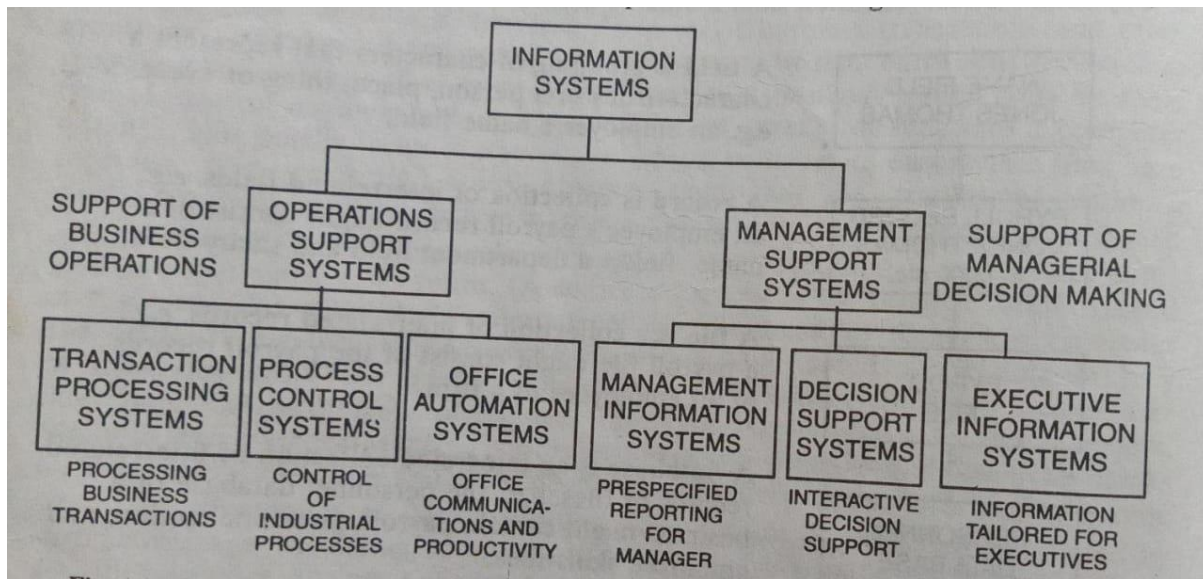 INFORMATION
SYSTEMS
SUPPORT OF
BUSINESS
OPERATIONS
OPERATIONS
SUPPORT
SYSTEMS
MANAGEMENT
SUPPORT
SYSTEMS
SUPPORT OF
MANAGERIAL
DECISION MAKING
TRANSACTION
PROCESSING
SYSTEMS
PROCESS
CONTROL
SYSTEMS
OFFICE
AUTOMATION
SYSTEMS
MANAGEMENT
INFORMATION
SYSTEMS
DECISION
SUPPORT
SYSTEMS
EXECUTIVE
INFORMATION
SYSTEMS
PROCESSING
BUSINESS
TRANSACTIONS
CONTROL
OF
INDUSTRIAL
PROCESSES
OFFICE
COMMUNICA-
TIONS AND
PRODUCTIVITY
PRESPECIFIED
REPORTING
FOR
MANAGER
INTERACTIVE
DECISION
SUPPORT
INFORMATION
TAILORED FOR
EXECUTIVES